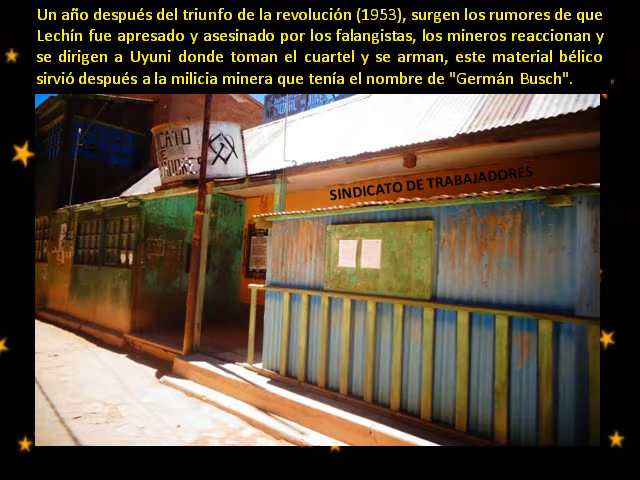 Un año después del triunfo de la revolución (1953), surgen los rumores de que
Lechín fue apresado y asesinado por los falangistas, los mineros reaccionan y
se dirigen a Uyuni donde toman el cuartel y se arman, este material bélico
sirvió después a la milicia minera que tenía el nombre de "Germán Busch".
SINDICATO DE TRABAJADORES